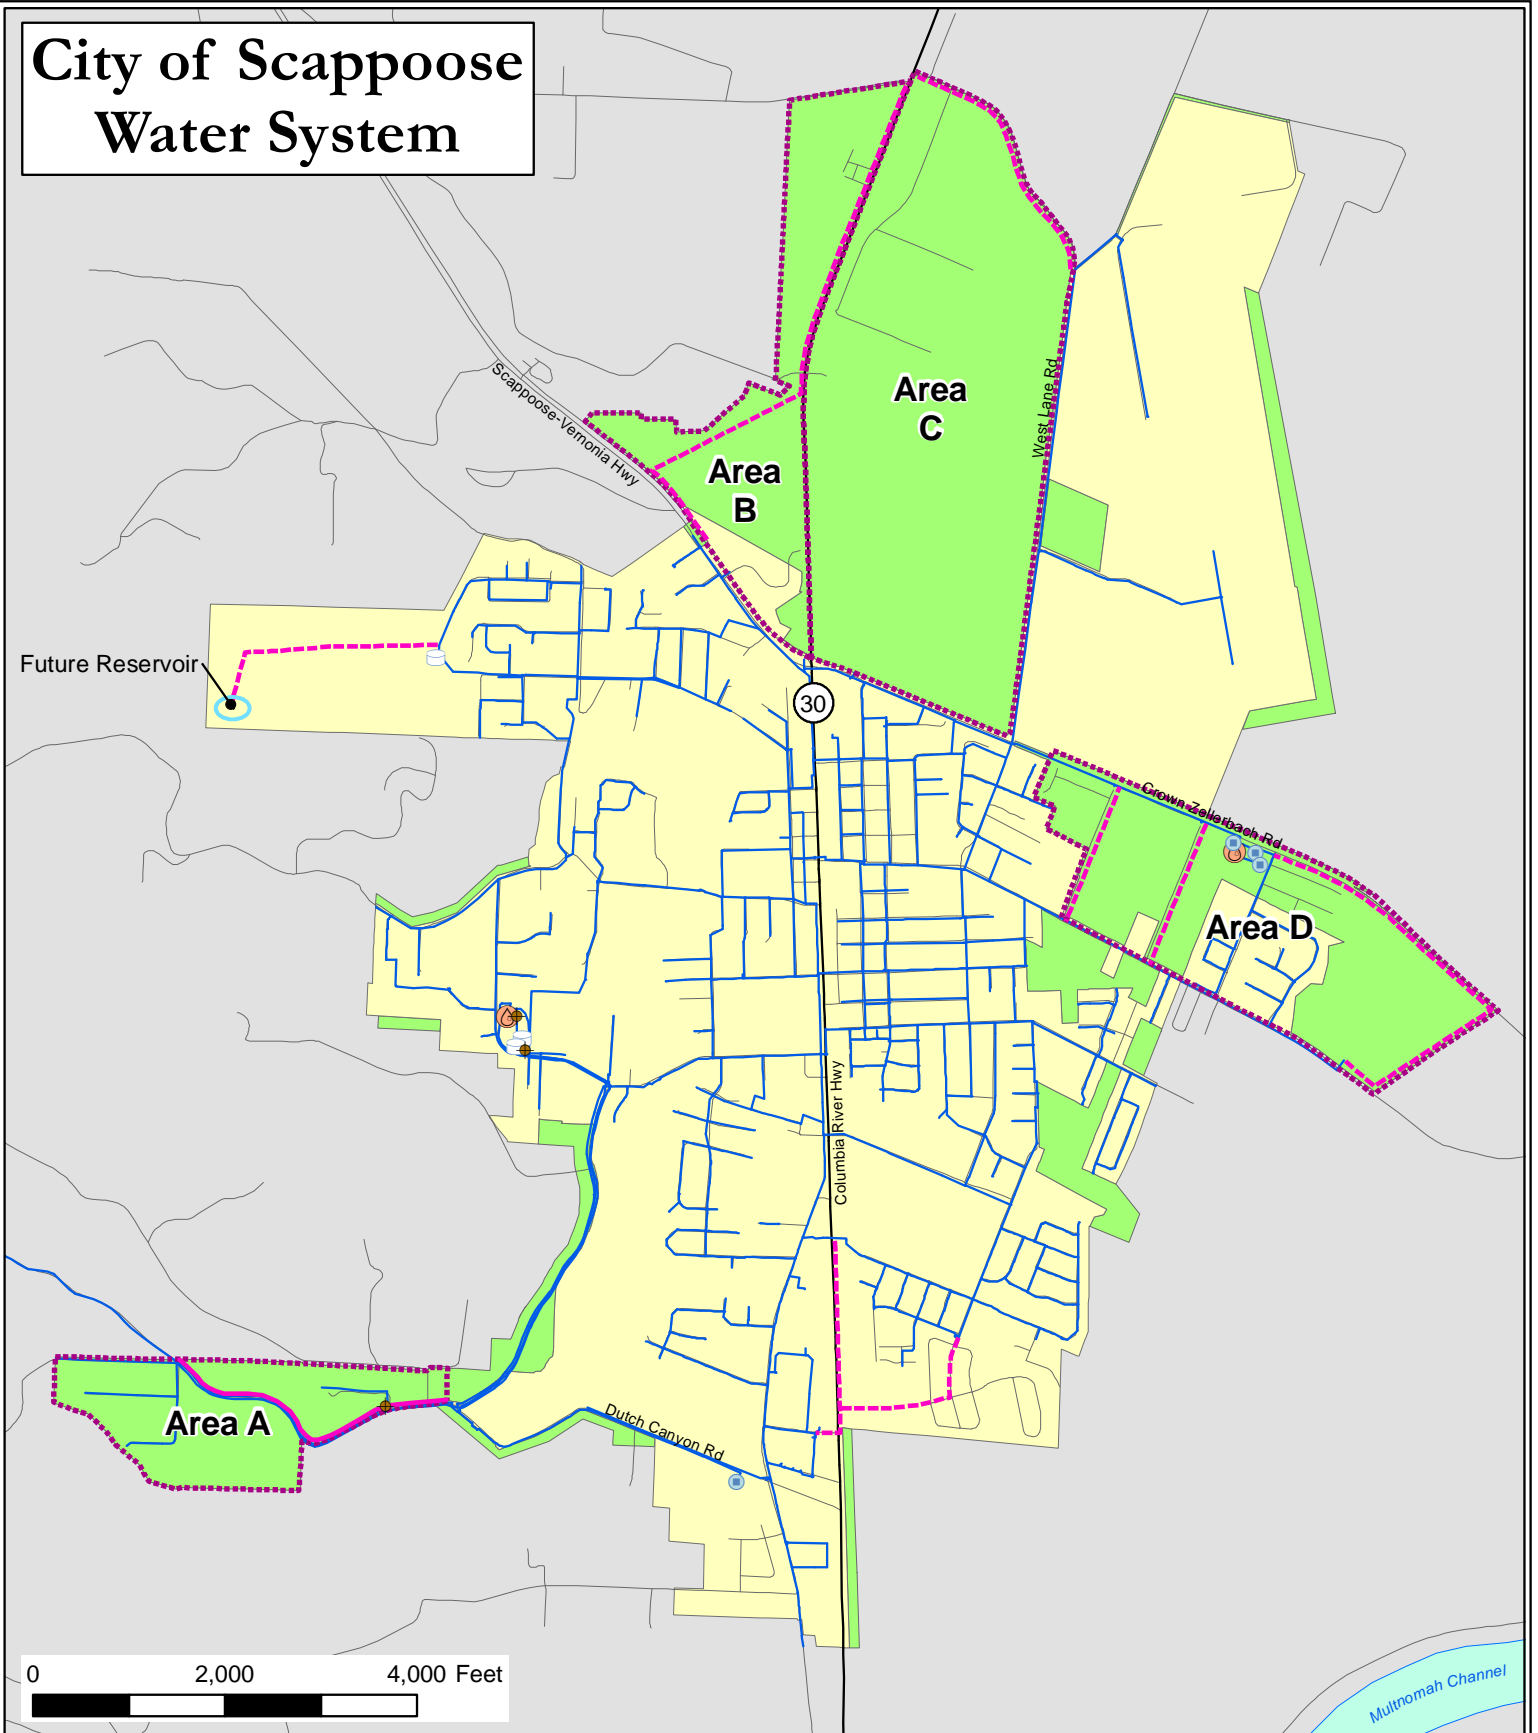 City of Scappoose
Water System
Scappoose-Vernonia Hwy
Area
C
West Lane Rd
Area
B
Future Reservoir
30
Crown Zellerbach Rd
Area D
Columbia River Hwy
Area A
Dutch Canyon Rd
0 2,000 4,000 Feet
Multnomah Channel